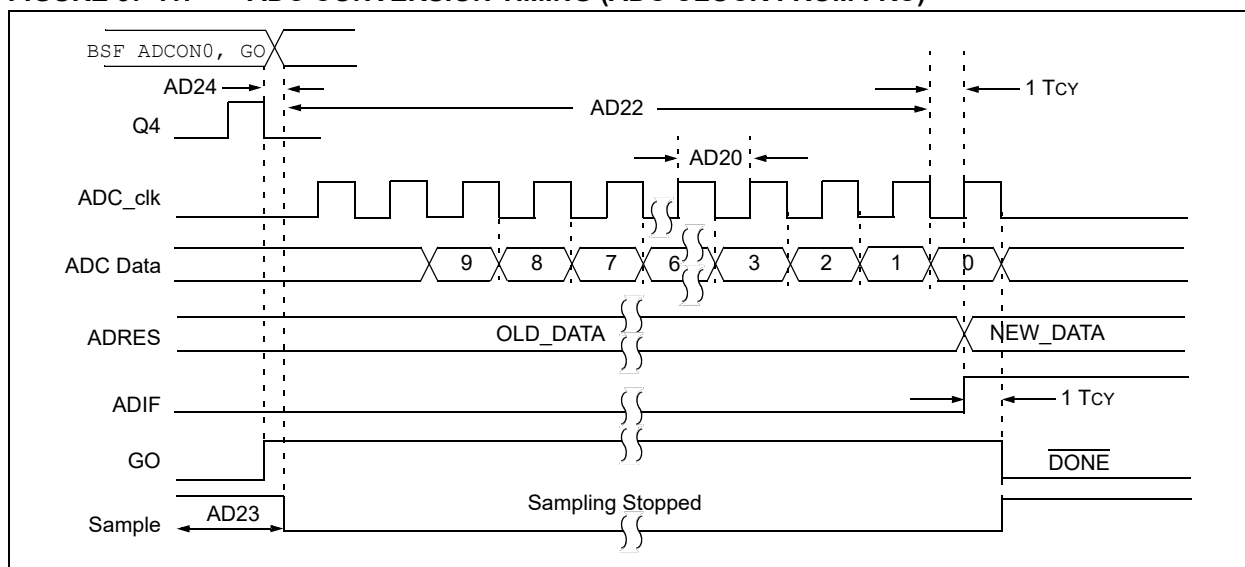 BSF ADCON0, GO
AD24
1 TCY
AD22
Q4
AD20
ADC_clk
ADC Data
9 8 7 6 3 2 1 0
ADRES
OLD_DATA
NEW_DATA
ADIF
1 TCY
GO
DONE
Sampling Stopped
AD23
Sample